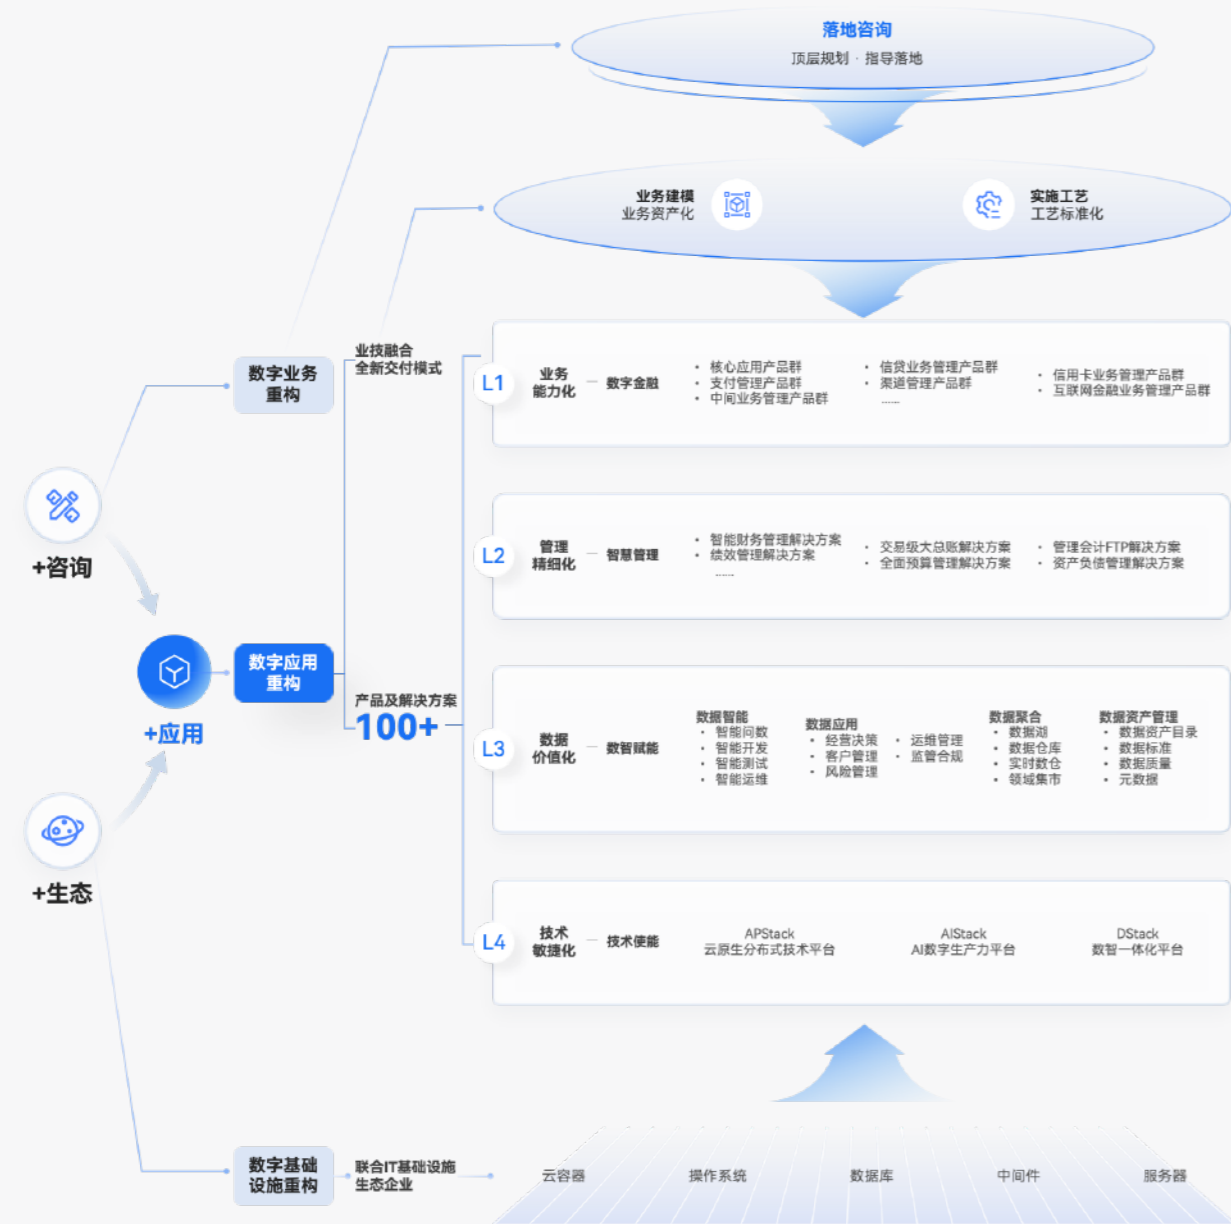 落地咨询
顶层规划 · 指导落地
业务建模
业务资产化
实施工艺
工艺标准化
数字业务
重构
业技融合
全新交付模式
L1
业务
能力化
数字金融
• 核心应用产品群
• 支付管理产品群
• 中间业务管理产品群
• 信贷业务管理产品群
• 渠道管理产品群
......
• 信用卡业务管理产品群
• 互联网金融业务管理产品群
+咨询
L2
管理
精细化
智慧管理
• 智能财务管理解决方案
• 绩效管理解决方案
......
• 交易级大总账解决方案
• 全面预算管理解决方案
• 管理会计FTP解决方案
• 资产负债管理解决方案
+应用
数字应用
重构
产品及解决方案
100+
L3
数据
价值化
数智赋能
数据智能
• 智能问数
• 智能开发
• 智能测试
• 智能运维
数据应用
• 经营决策
• 客户管理
• 风险管理
• 运维管理
• 监管合规
数据聚合
• 数据湖
• 数据仓库
• 实时数仓
• 领域集市
数据资产管理
• 数据资产目录
• 数据标准
• 数据质量
• 元数据
+生态
L4
技术
敏捷化
技术使能
APStack
云原生分布式技术平台
AIStack
AI数字生产力平台
DStack
数智一体化平台
数字基础
设施重构
联合IT基础设施
生态企业
云容器
操作系统
数据库
中间件
服务器